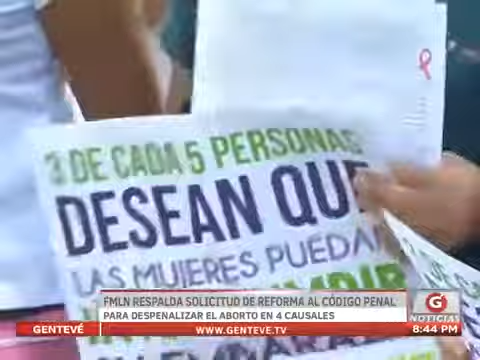 3 DE CADA 5 PERSONAS
DESEAN QUE
LAS MUJERES PUEDAN
FMLN RESPALDA SOLICITUD DE REFORMA AL CÓDIGO PENAL
PARA DESPENALIZAR EL ABORTO EN 4 CAUSALES
GENTEVÉ
WWW.GENTEVE.TV
G
NOTICIAS
8:44 PM